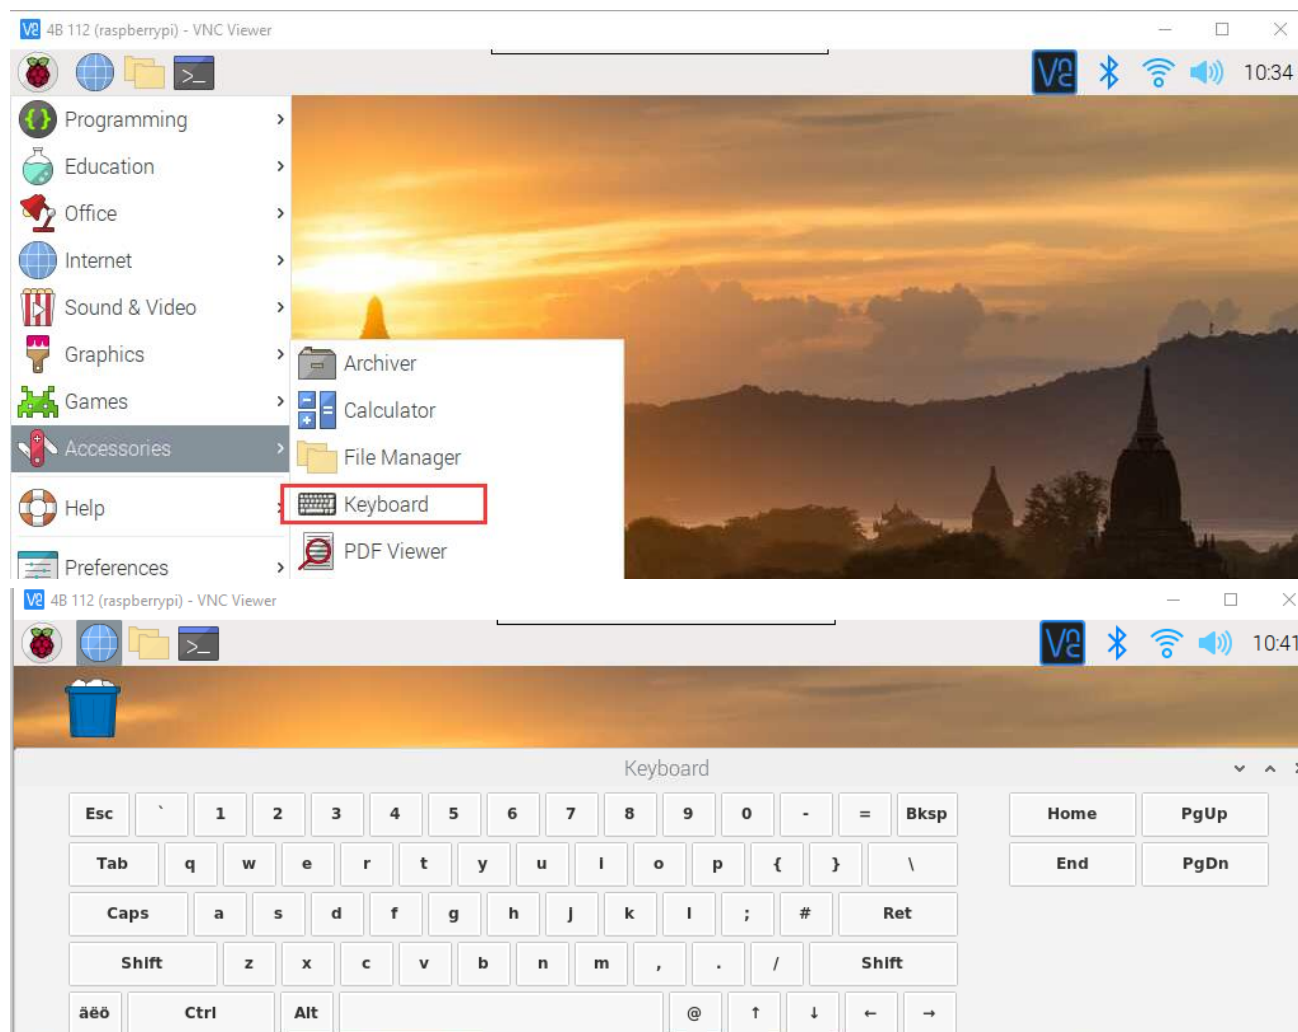 4B 112 (raspberrypi) - VNC Viewer
10:34
Programming
Education
Office
Internet
Sound & Video
Graphics
Games
Accessories
Help
Preferences
Archiver
Calculator
File Manager
Keyboard
PDF Viewer
4B 112 (raspberrypi) - VNC Viewer
10:41
Keyboard
Esc ` 1 2 3 4 5 6 7 8 9 0 - = Bksp Home PgUp
Tab q w e r t y u i o p { } \ End PgDn
Caps a s d f g h j k l ; # Ret
Shift z x c v b n m , . / Shift
äëö Ctrl Alt @ ↑ ↓ ← →